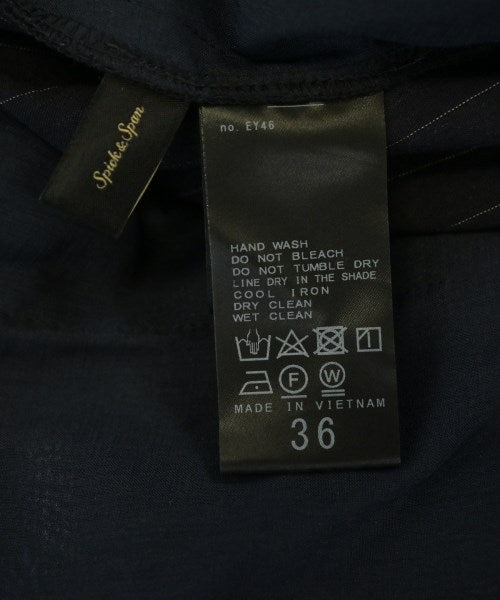 Spick & Span
no. EY46
HAND WASH
DO NOT BLEACH
DO NOT TUMBLE DRY
LINE DRY IN THE SHADE
COOL IRON
DRY CLEAN
WET CLEAN
F W
MADE IN VIETNAM
36